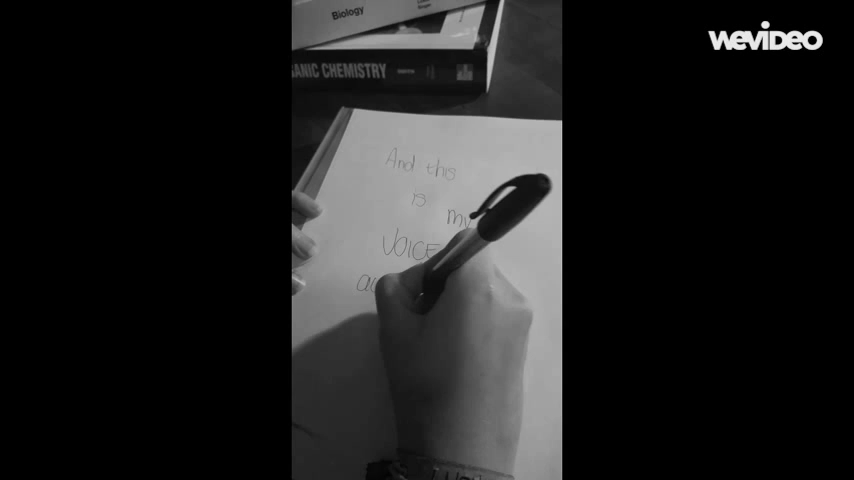 Biology
WEVIDEO
ANIC CHEMISTRY
And this
is
my
VOICE